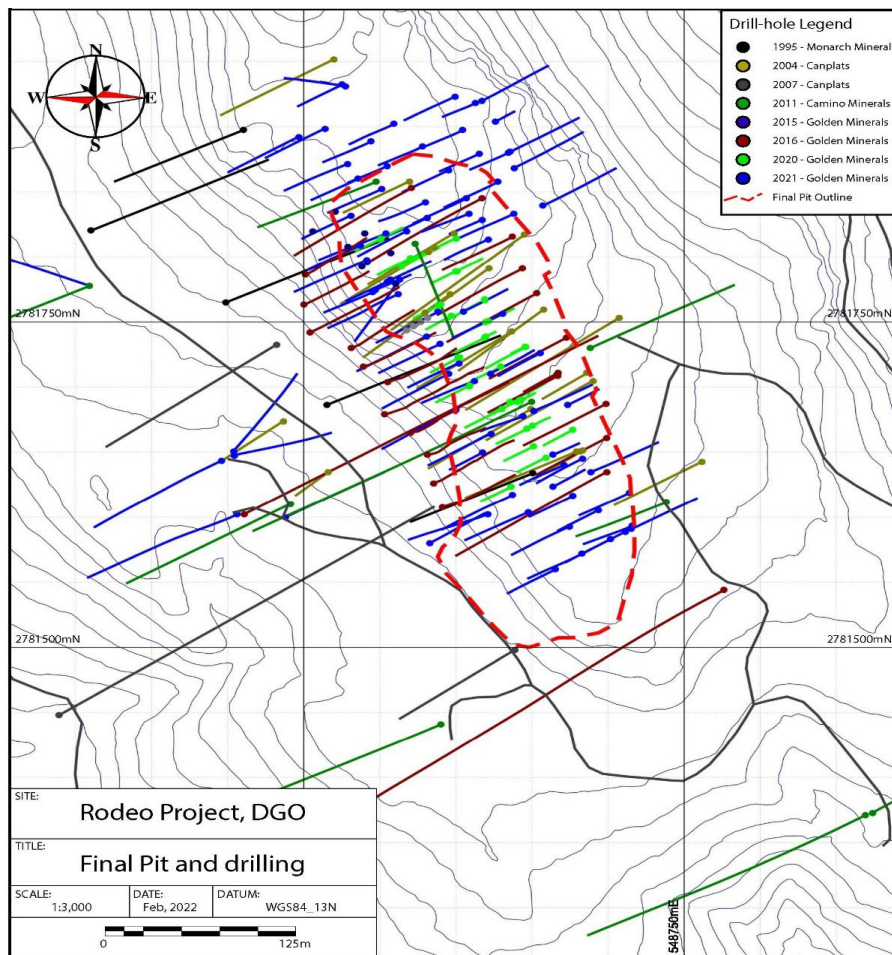 Drill-hole Legend
1995 - Monarch Mineral
2004 - Canplats
2007 - Canplats
2011 - Camino Minerals
2015 - Golden Minerals
2016 - Golden Minerals
2020 - Golden Minerals
2021 - Golden Minerals
Final Pit Outline
N
W E
S
2781750mN 2781750mN
2781500mN 2781500mN
548750mE
SITE:
Rodeo Project, DGO
TITLE:
Final Pit and drilling
SCALE: DATE: DATUM:
1:3,000 Feb, 2022 WGS84_13N
0 125m